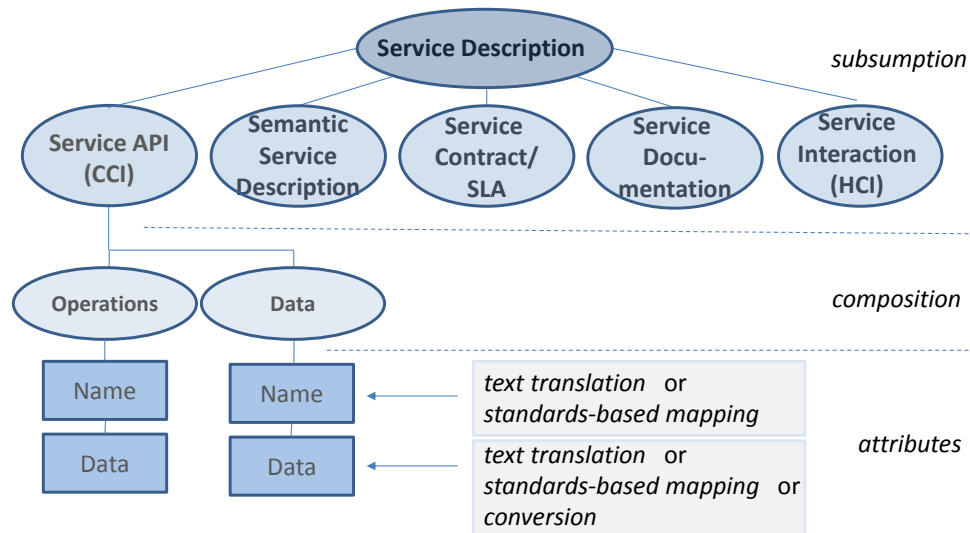 Service Description
subsumption
Service API
(CCI)
Semantic
Service
Description
Service
Contract/
SLA
Service
Docu-
mentation
Service
Interaction
(HCI)
Operations
Data
composition
Name
Name
text translation or
standards-based mapping
Data
Data
text translation or
standards-based mapping or
conversion
attributes